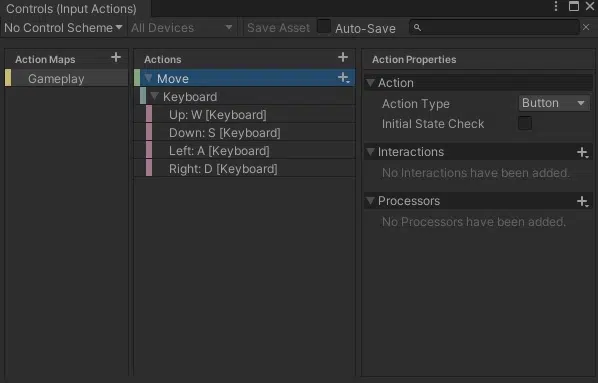 Controls (Input Actions)
No Control Scheme All Devices Save Asset Auto-Save
Action Maps Actions Action Properties
Gameplay
Move
Keyboard
Up: W [Keyboard]
Down: S [Keyboard]
Left: A [Keyboard]
Right: D [Keyboard]
Action
Action Type Button
Initial State Check
Interactions
No Interactions have been added.
Processors
No Processors have been added.